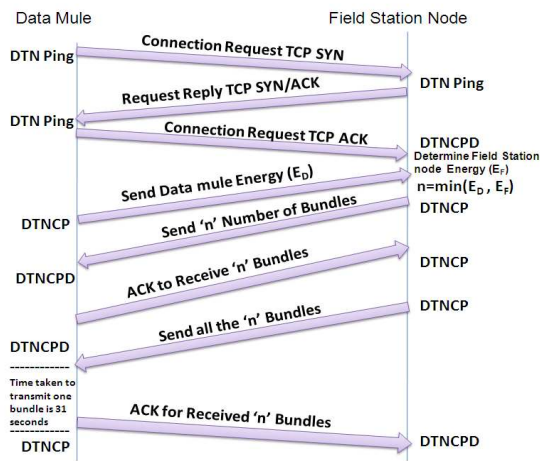 Data Mule
Field Station Node
DTN Ping
Connection Request TCP SYN
DTN Ping
Request Reply TCP SYN/ACK
DTN Ping
Connection Request TCP ACK
DTNCPD
Determine Field Station
node Energy (EF)
n=min(ED , EF)
Send Data mule Energy (ED)
DTNCP
DTNCP
Send 'n' Number of Bundles
DTNCPD
ACK to Receive 'n' Bundles
DTNCP
DTNCP
Send all the 'n' Bundles
DTNCPD
------------
Time taken to
transmit one
bundle is 31
seconds
------------
ACK for Received 'n' Bundles
DTNCP
DTNCPD